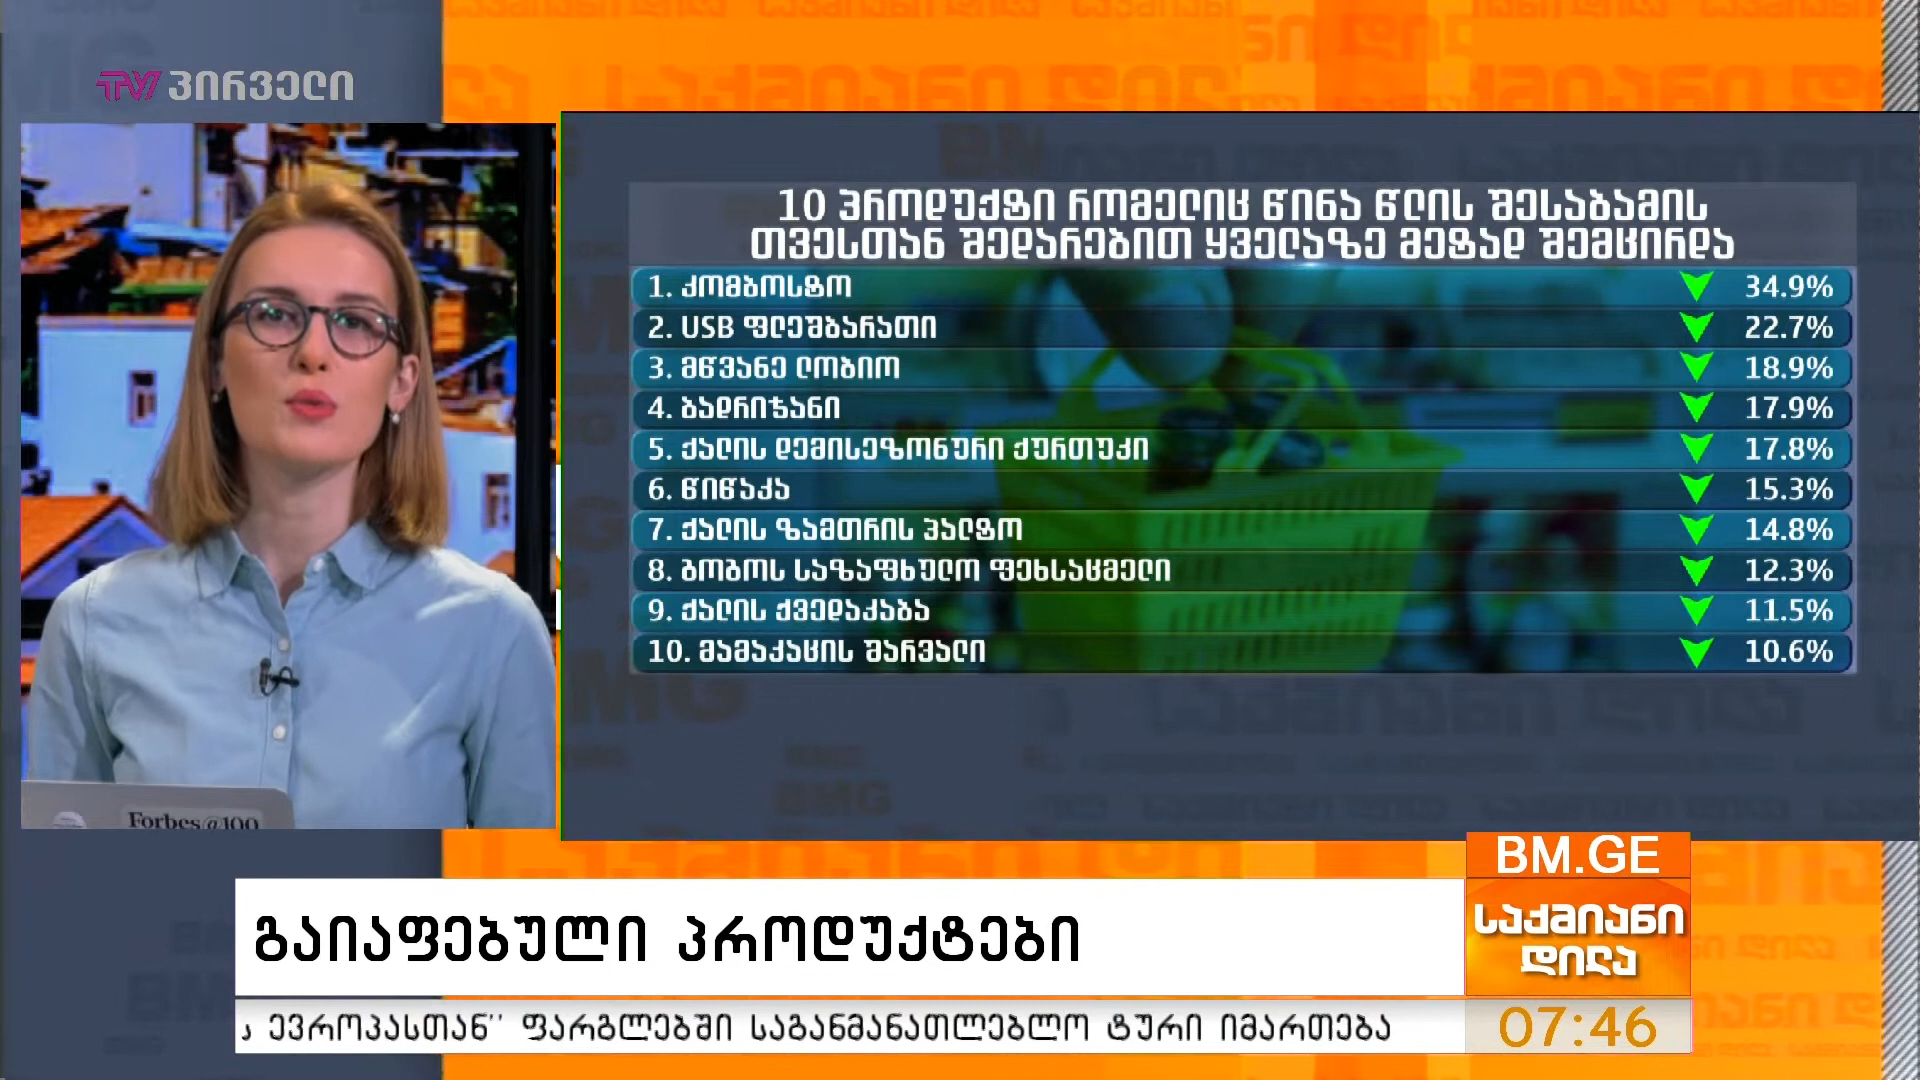 TV პირველი
10 პროდუქტი რომელიც წინა წლის შესაბამის
თვესთან შედარებით ყველაზე მეტად შემცირდა
1. კომბოსტო 34.9%
2. USB ფლეშბარათი 22.7%
3. მწვანე ლობიო 18.9%
4. ბადრიჯანი 17.9%
5. ქალის დემისეზონური ქურთუკი 17.8%
6. წიწაკა 15.3%
7. ქალის ზამთრის პალტო 14.8%
8. გოგოს საზაფხულო ფეხსაცმელი 12.3%
9. ქალის ქვედაკაბა 11.5%
10. მამაკაცის შარვალი 10.6%
Forbes@100
BM.GE
გაიაფებული პროდუქტები
საქმიანი
დილა
ევროპასთან" ფარგლებში საგანმანათლებლო ტური იმართება
07:46